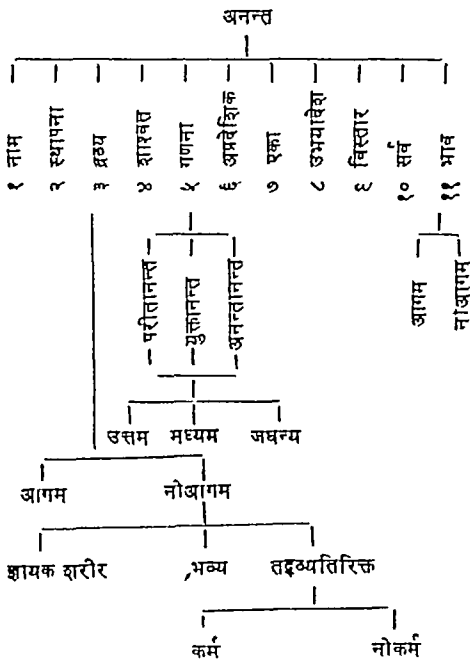 अनन्त
१ नाम
२ स्थापना
३ द्रव्य
४ शाश्वत
५ गणना
६ अप्रदेशिक
७ एका
८ उभयादेश
९ विस्तार
१० सर्व
११ भाव
परीतानन्त
युक्तानन्त
अनन्तानन्त
आगम
नोआगम
उत्तम मध्यम जघन्य
आगम नोआगम
ज्ञायक शरीर ,भव्य तद्व्यतिरिक्त
कर्म नोकर्म